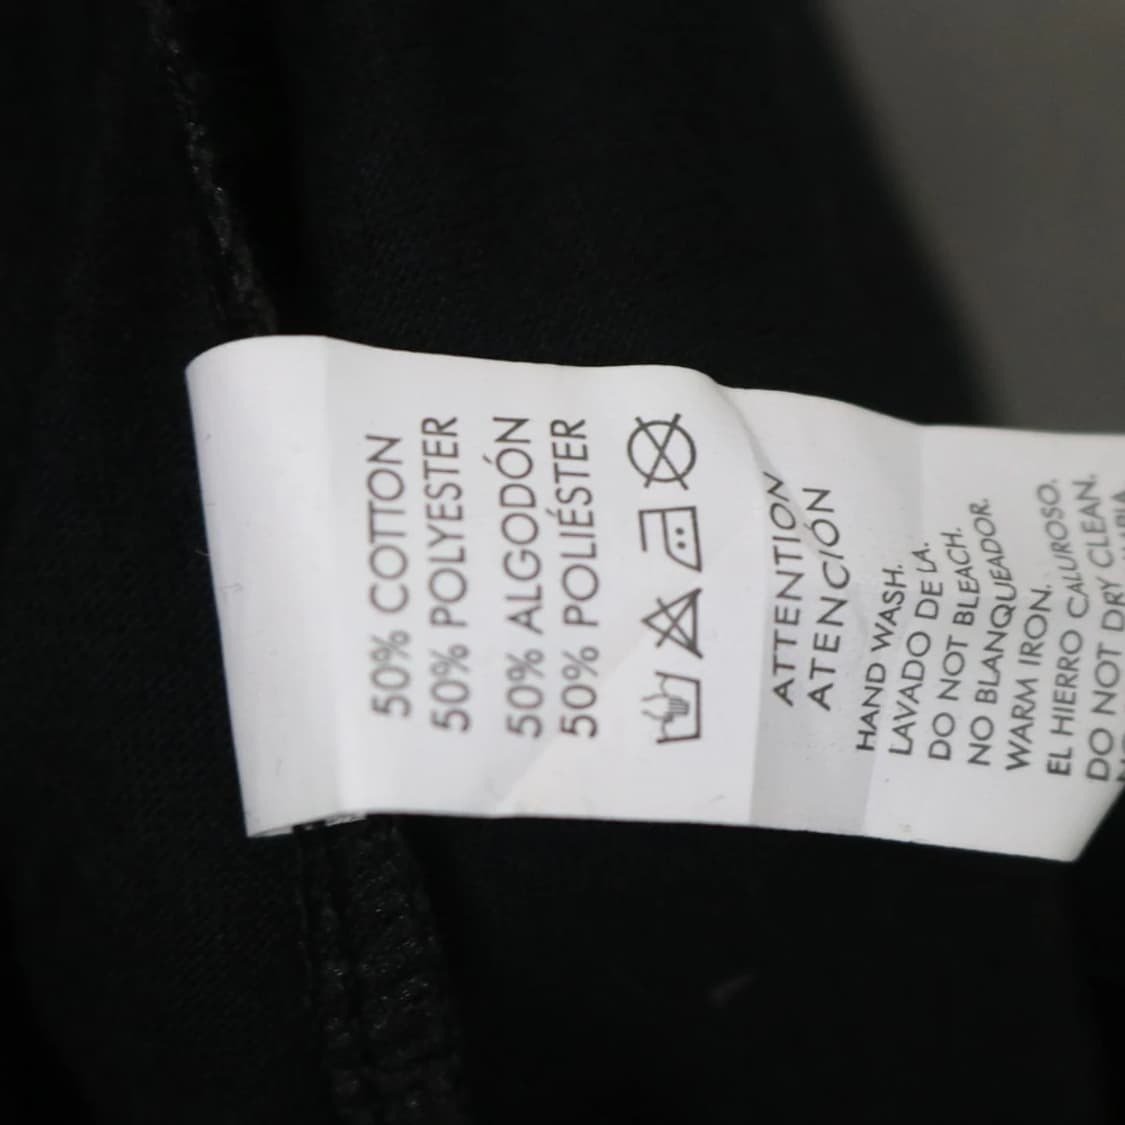 50% COTTON
50% POLYESTER
50% ALGODÓN
50% POLIÉSTER
ATTENTION
ATENCIÓN
HAND WASH.
LAVADO DE LA.
DO NOT BLEACH.
NO BLANQUEADOR.
WARM IRON.
EL HIERRO CALUROSO.
DO NOT DRY CLEAN.